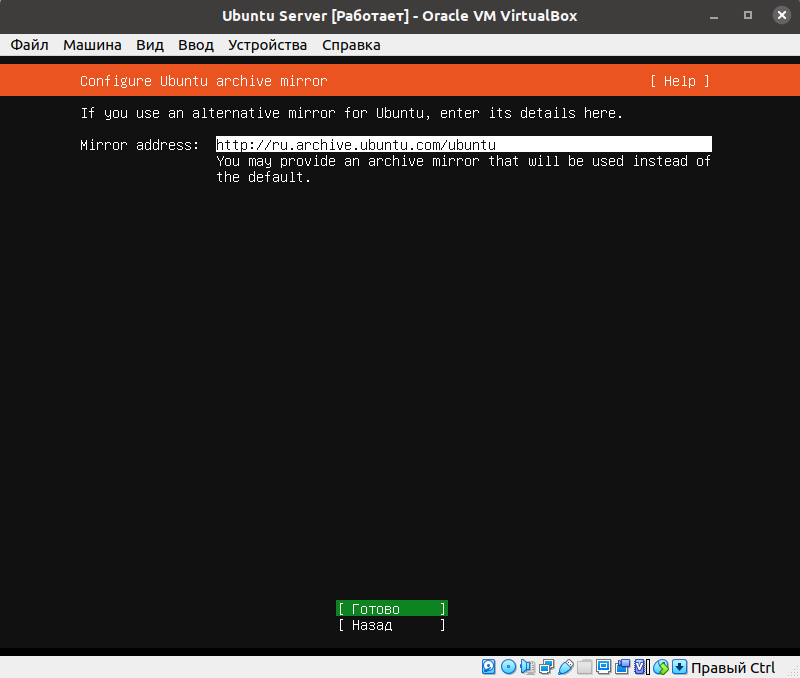 Ubuntu Server [Работает] - Oracle VM VirtualBox
Файл Машина Вид Ввод Устройства Справка
Configure Ubuntu archive mirror [ Help ]
If you use an alternative mirror for Ubuntu, enter its details here.
Mirror address: http://ru.archive.ubuntu.com/ubuntu
You may provide an archive mirror that will be used instead of
the default.
[ Готово ]
[ Назад ]
Правый Ctrl